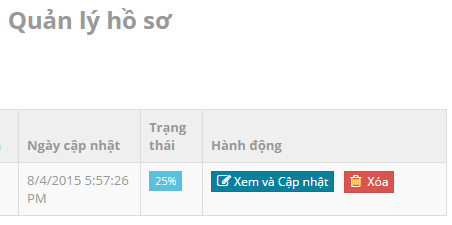 Quản lý hồ sơ
Ngày cập nhật
Trạng
thái
Hành động
8/4/2015 5:57:26
PM
25%
Xem và Cập nhật
Xóa